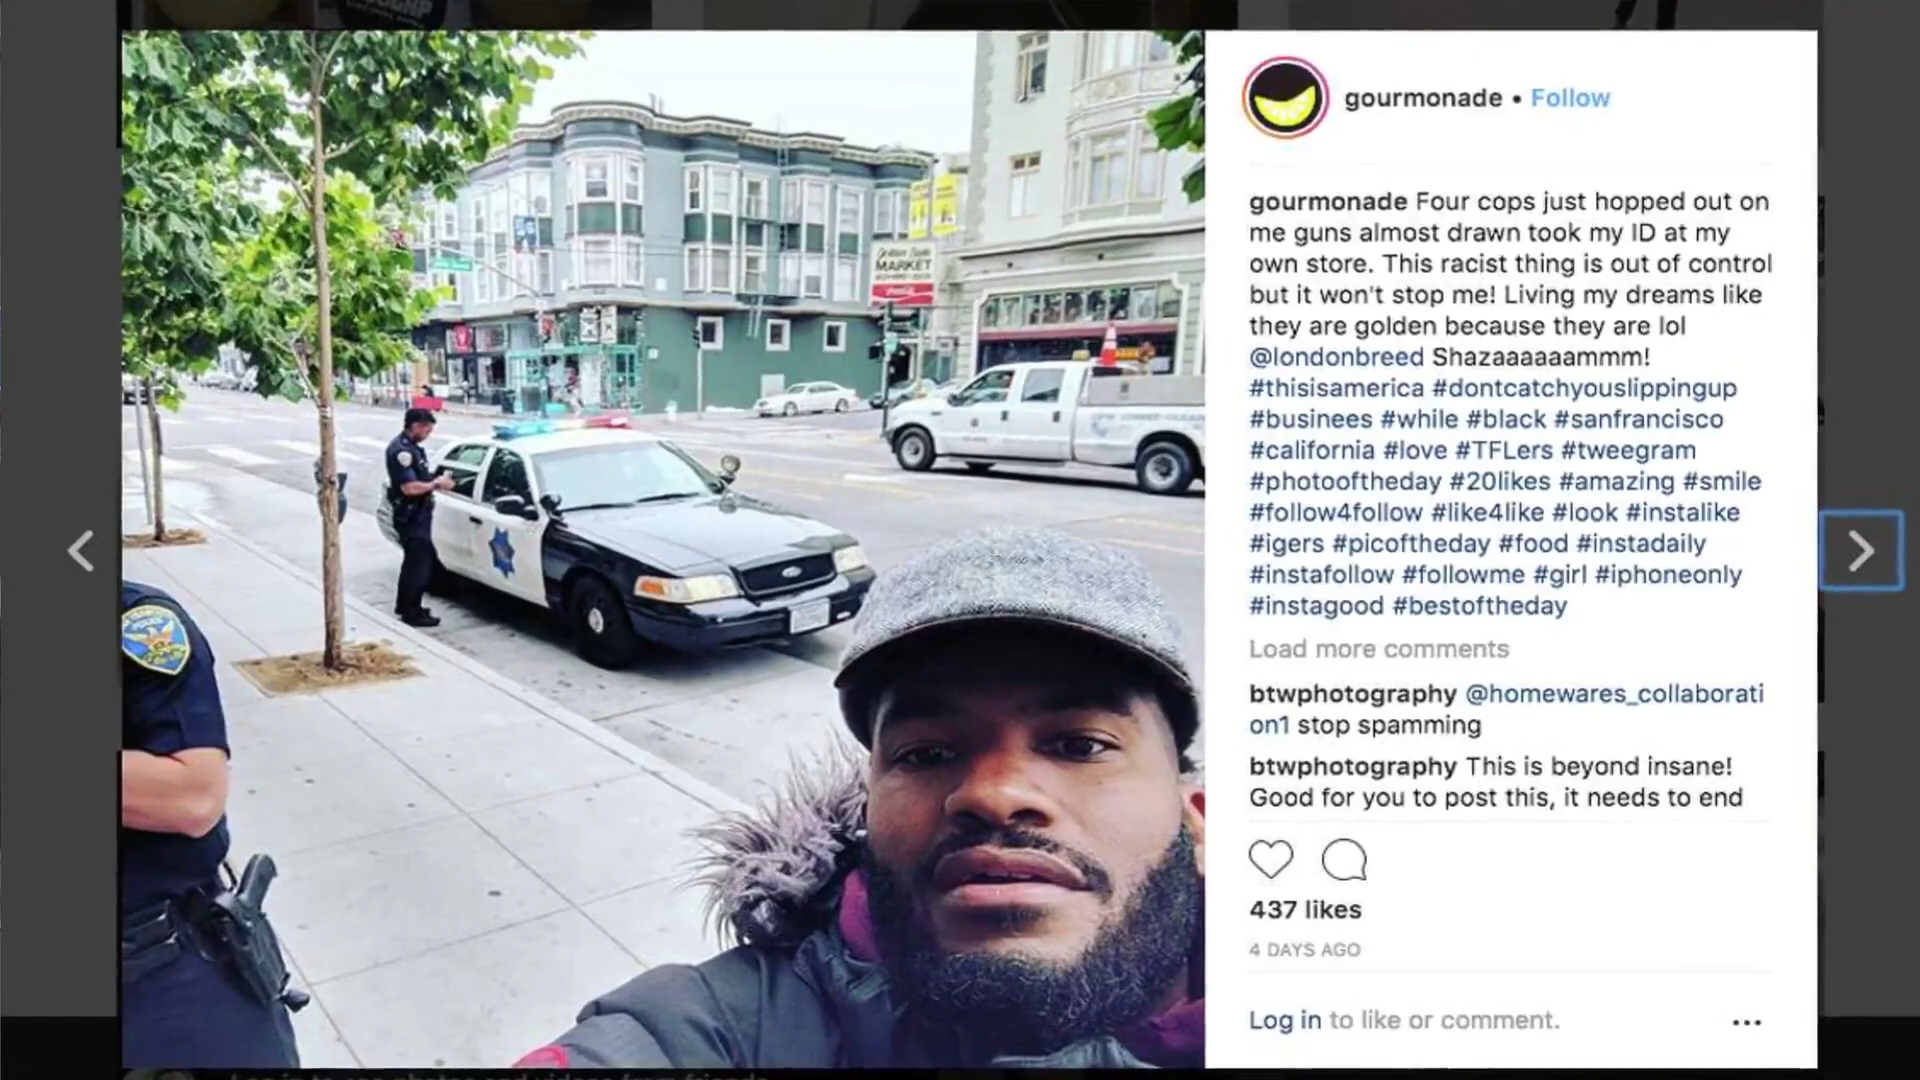 gourmonade • Follow
gourmonade Four cops just hopped out on
me guns almost drawn took my ID at my
own store. This racist thing is out of control
but it won't stop me! Living my dreams like
they are golden because they are lol
@londonbreed Shazaaaaaammm!
#thisisamerica #dontcatchyouslippingup
#businees #while #black #sanfrancisco
#california #love #TFLers #tweegram
#photooftheday #20likes #amazing #smile
#follow4follow #like4like #look #instalike
#igers #picoftheday #food #instadaily
#instafollow #followme #girl #iphoneonly
#instagood #bestoftheday
Load more comments
btwphotography @homewares_collaborati
on1 stop spamming
btwphotography This is beyond insane!
Good for you to post this, it needs to end
437 likes
4 DAYS AGO
Log in to like or comment.
MARKET
POLICE